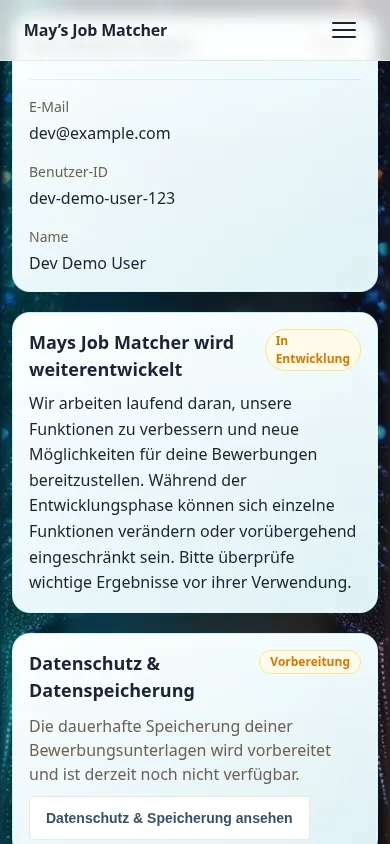 May's Job Matcher
E-Mail
dev@example.com
Benutzer-ID
dev-demo-user-123
Name
Dev Demo User
Mays Job Matcher wird
weiterentwickelt
In
Entwicklung
Wir arbeiten laufend daran, unsere
Funktionen zu verbessern und neue
Möglichkeiten für deine Bewerbungen
bereitzustellen. Während der
Entwicklungsphase können sich einzelne
Funktionen verändern oder vorübergehend
eingeschränkt sein. Bitte überprüfe
wichtige Ergebnisse vor ihrer Verwendung.
Datenschutz &
Datenspeicherung
Vorbereitung
Die dauerhafte Speicherung deiner
Bewerbungsunterlagen wird vorbereitet
und ist derzeit noch nicht verfügbar.
Datenschutz & Speicherung ansehen